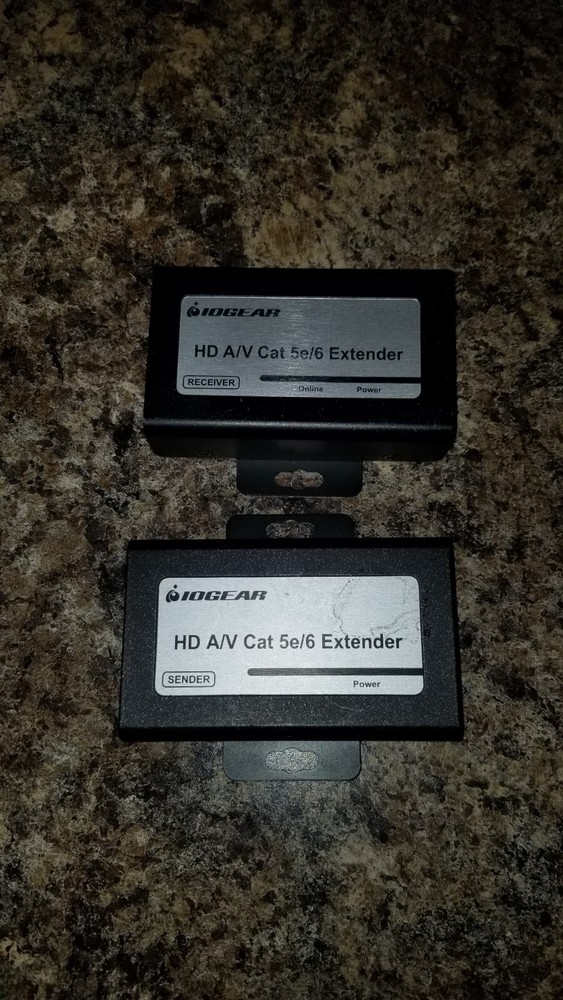 IOGEAR
HD A/V Cat 5e/6 Extender
RECEIVER
Online Power
IOGEAR
HD A/V Cat 5e/6 Extender
SENDER
Power